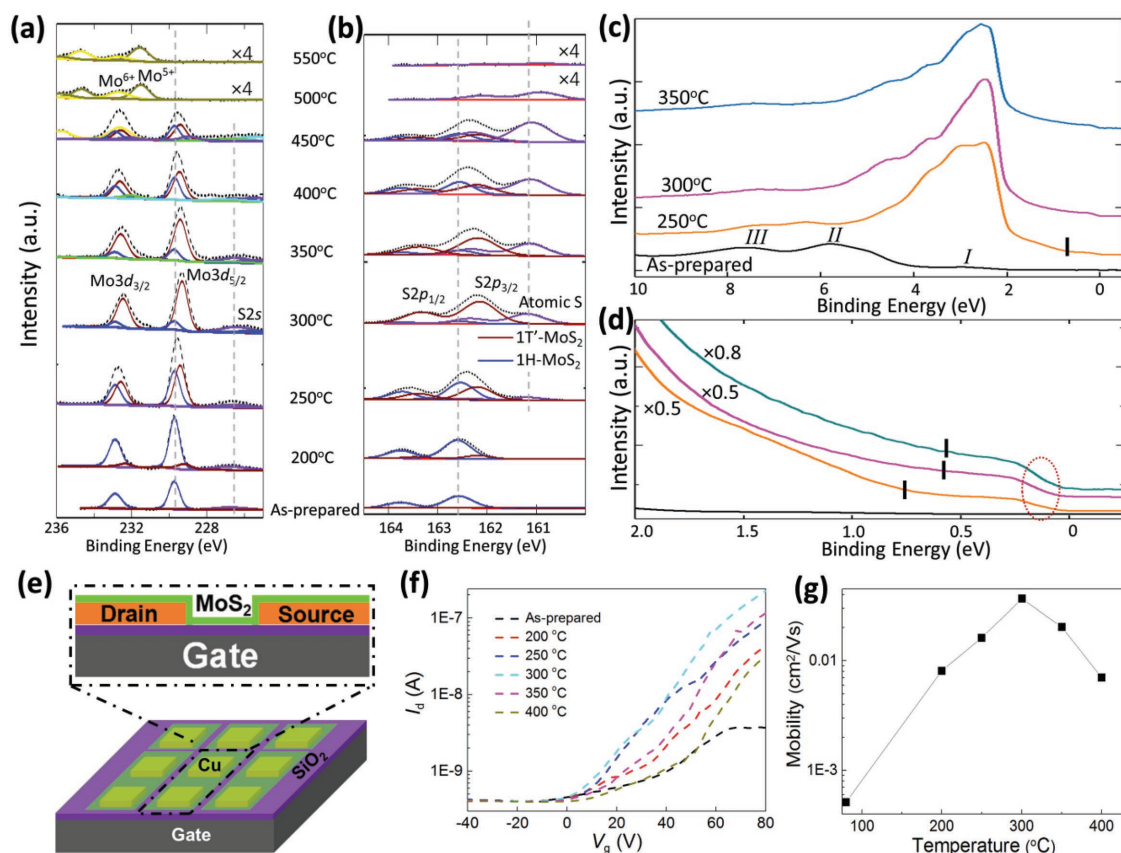 (a)
550°C
×4
Mo⁶⁺ Mo⁵⁺
×4
500°C
450°C
400°C
350°C
Mo3d₃/₂
Mo3d₅/₂
S2s
300°C
250°C
200°C
As-prepared
Intensity (a.u.)
236 232 228
Binding Energy (eV)
(b)
×4
×4
S2p₁/₂
S2p₃/₂
Atomic S
1T’-MoS₂
1H-MoS₂
164 163 162 161
Binding Energy (eV)
(c)
350°C
300°C
250°C
As-prepared
III
II
I
Intensity (a.u.)
10 8 6 4 2 0
Binding Energy (eV)
(d)
×0.8
×0.5
×0.5
Intensity (a.u.)
2.0 1.5 1.0 0.5 0
Binding Energy (eV)
(e)
Drain
MoS₂
Source
Gate
Cu
SiO₂
Gate
(f)
As-prepared
200 °C
250 °C
300 °C
350 °C
400 °C
1E-7
1E-8
1E-9
I_d (A)
-40 -20 0 20 40 60 80
V_g (V)
(g)
0.01
1E-3
Mobility (cm²/Vs)
100 200 300 400
Temperature (°C)